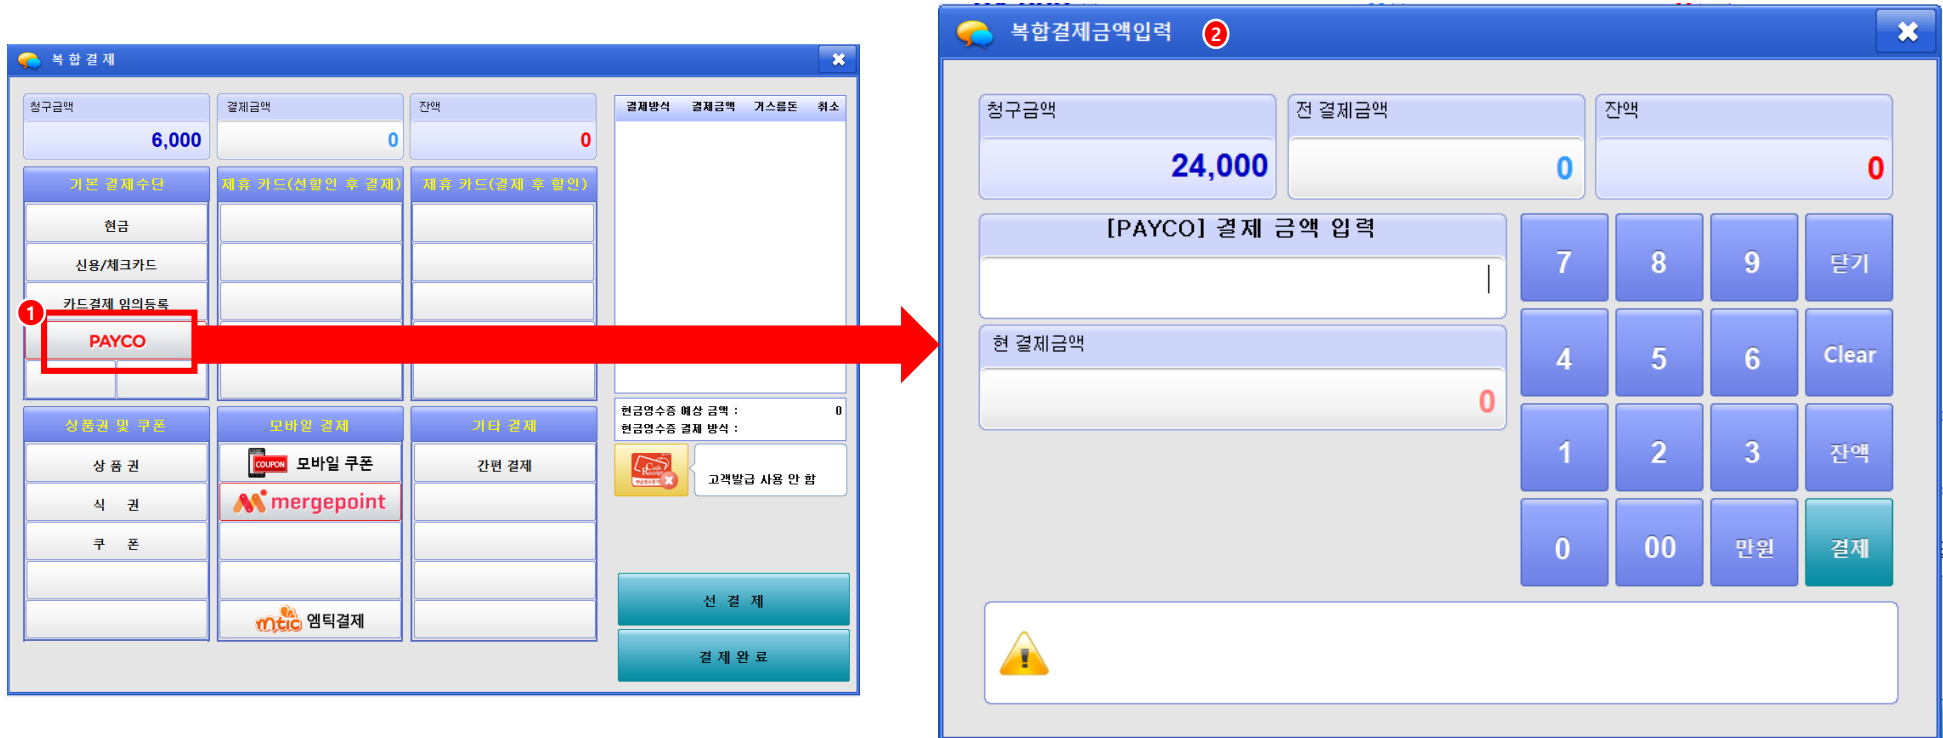 복합결제
청구금액 결제금액 잔액
6,000 0 0
결제방식 결제금액 거스름돈 취소
기본 결제수단 제휴 카드(선할인 후 결제) 제휴 카드(결제 후 할인)
현금
신용/체크카드
카드결제 임의등록
1
PAYCO
상품권 및 쿠폰 모바일 결제 기타 결제
상 품 권 COUPON 모바일 쿠폰 간편 결제
식 권 mergepoint
쿠 폰
mtic 엠틱결제
현금영수증 예상 금액 : 0
현금영수증 결제 방식 :
Cash
Receipt
고객발급 사용 안 함
선 결 제
결 제 완 료
복합결제금액입력 2
청구금액 전 결제금액 잔액
24,000 0 0
[PAYCO] 결제 금액 입력
현 결제금액
0
7 8 9 닫기
4 5 6 Clear
1 2 3 잔액
0 00 만원 결제